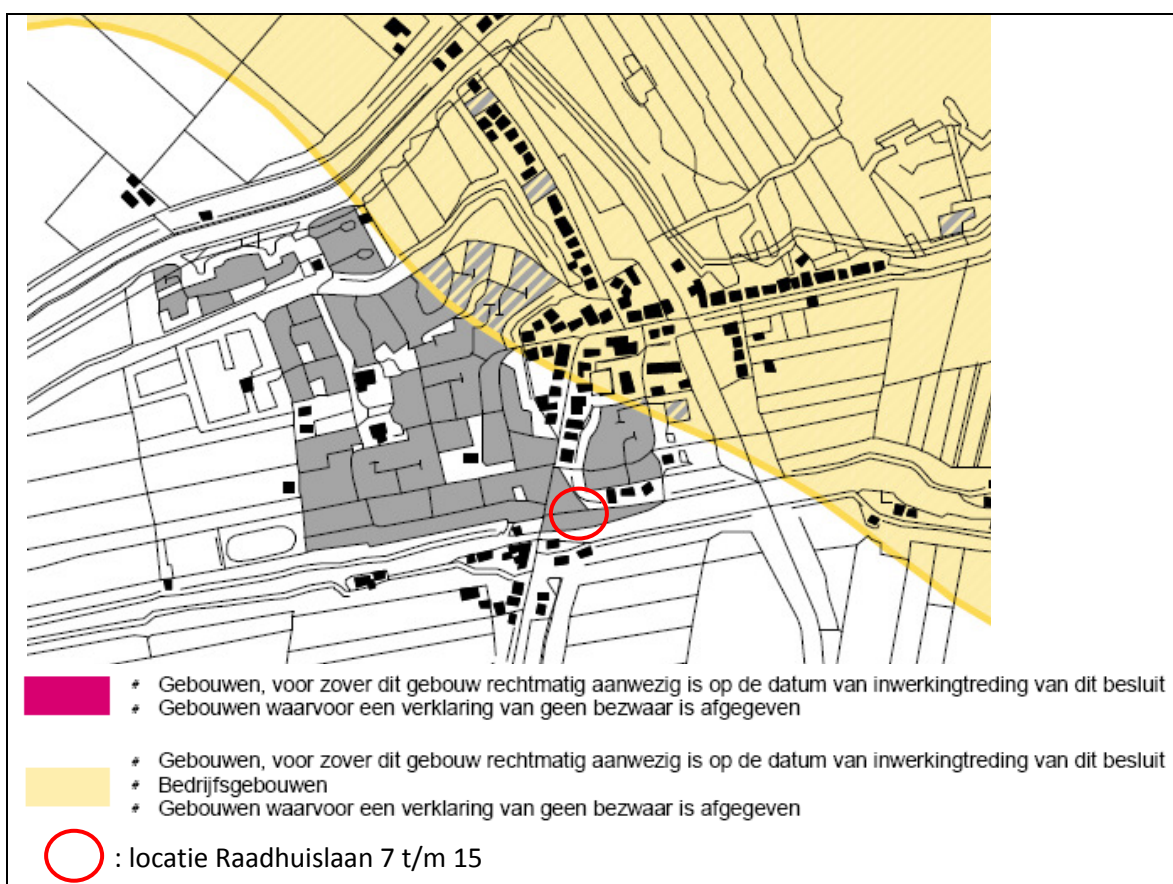 # Gebouwen, voor zover dit gebouw rechtmatig aanwezig is op de datum van inwerkingtreding van dit besluit
# Gebouwen waarvoor een verklaring van geen bezwaar is afgegeven
# Gebouwen, voor zover dit gebouw rechtmatig aanwezig is op de datum van inwerkingtreding van dit besluit
# Bedrijfsgebouwen
# Gebouwen waarvoor een verklaring van geen bezwaar is afgegeven
: locatie Raadhuislaan 7 t/m 15